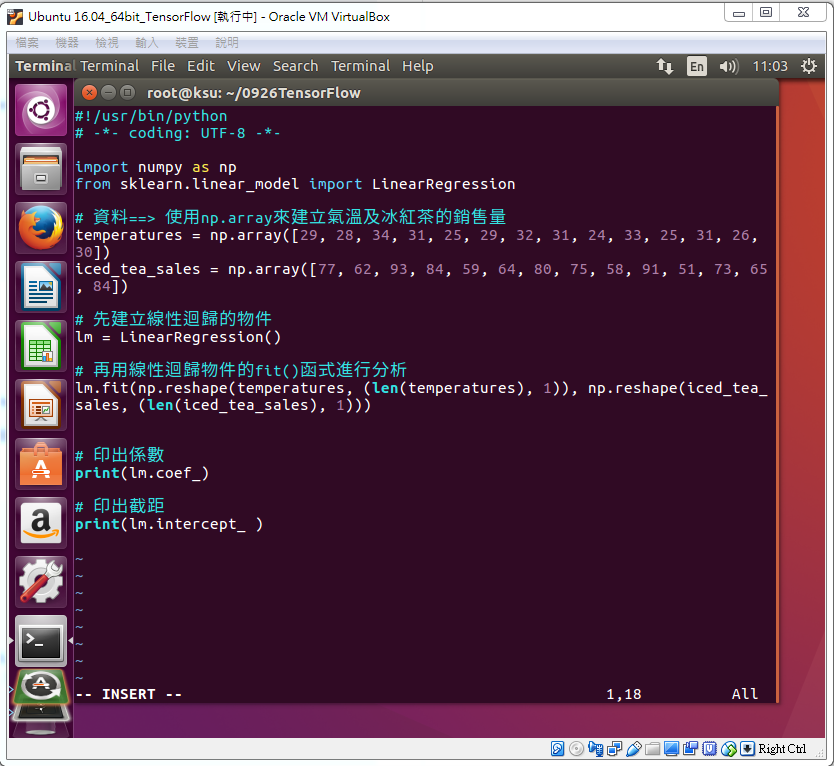 Ubuntu 16.04_64bit_TensorFlow [執行中] - Oracle VM VirtualBox
檔案 機器 檢視 輸入 裝置 說明
Terminal Terminal File Edit View Search Terminal Help En 11:03
root@ksu: ~/0926TensorFlow
#!/usr/bin/python
# -*- coding: UTF-8 -*-
import numpy as np
from sklearn.linear_model import LinearRegression
# 資料==> 使用np.array來建立氣溫及冰紅茶的銷售量
temperatures = np.array([29, 28, 34, 31, 25, 29, 32, 31, 24, 33, 25, 31, 26,
30])
iced_tea_sales = np.array([77, 62, 93, 84, 59, 64, 80, 75, 58, 91, 51, 73, 65
, 84])
# 先建立線性迴歸的物件
lm = LinearRegression()
# 再用線性迴歸物件的fit()函式進行分析
lm.fit(np.reshape(temperatures, (len(temperatures), 1)), np.reshape(iced_tea_
sales, (len(iced_tea_sales), 1)))
# 印出係數
print(lm.coef_)
# 印出截距
print(lm.intercept_ )
~
~
~
~
~
~
~
~
-- INSERT -- 1,18 All
Right Ctrl